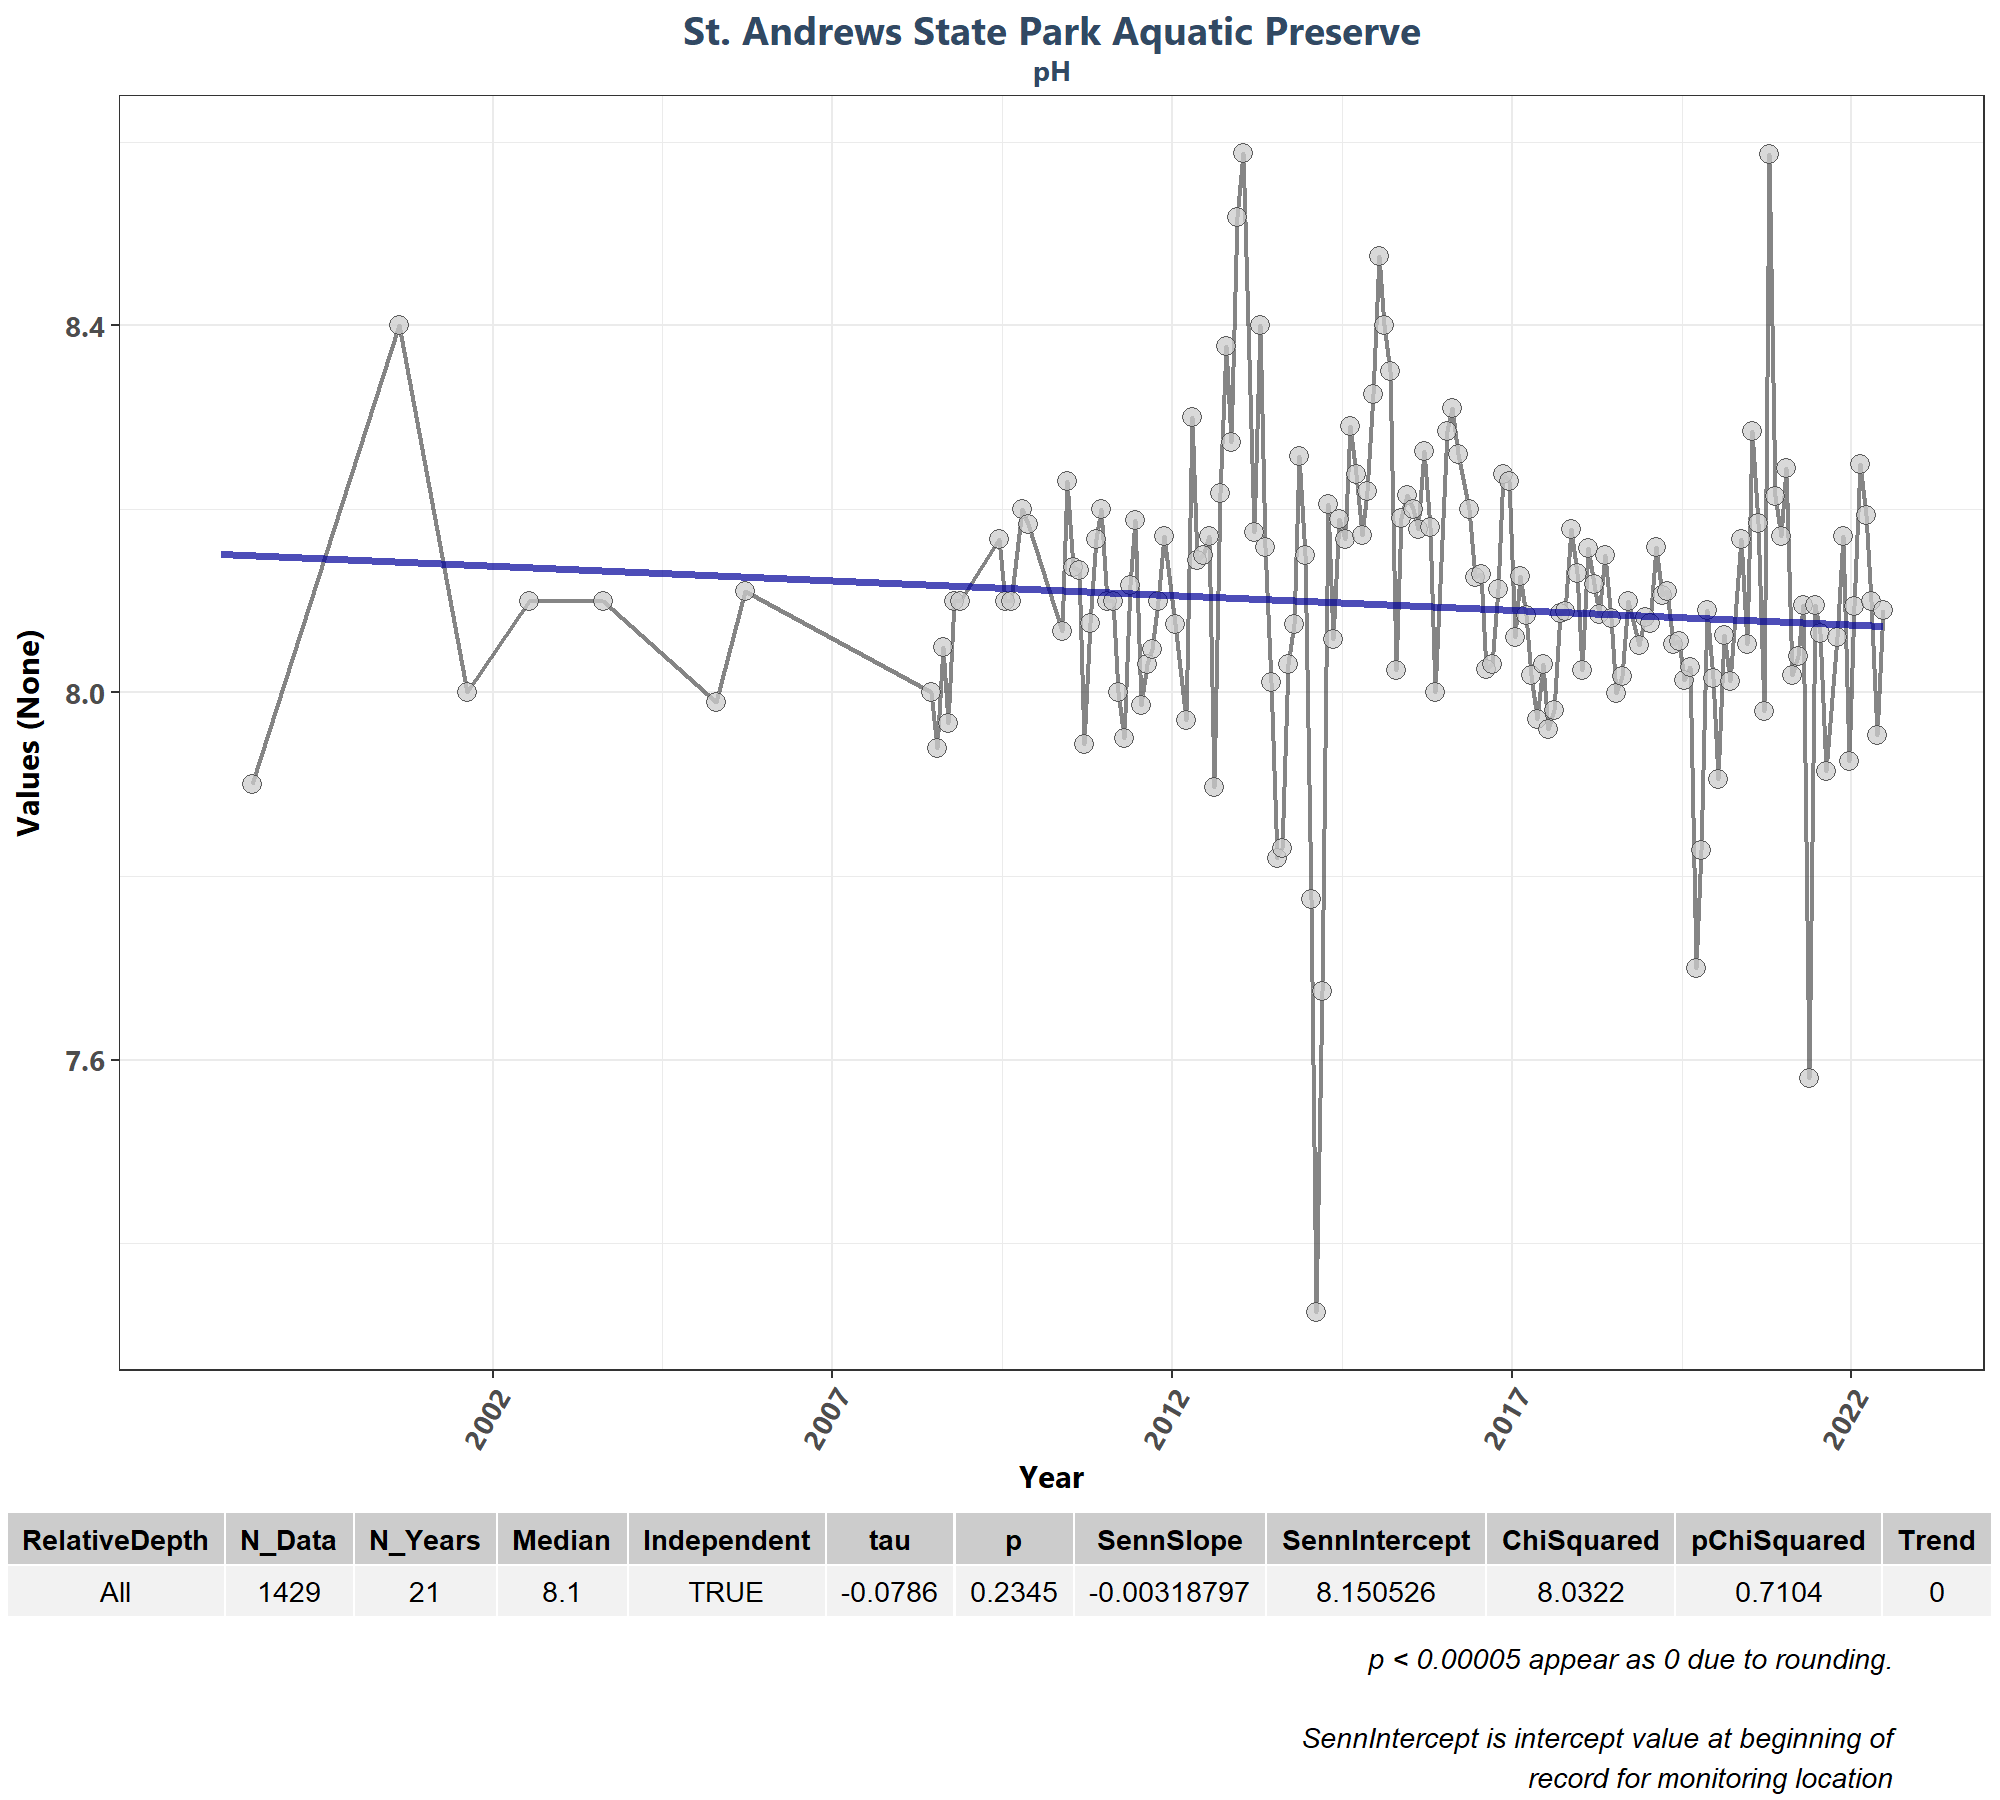 St. Andrews State Park Aquatic Preserve
pH
Values (None)
8.4
8.0
7.6
2002 2007 2012 2017 2022
Year
RelativeDepth N_Data N_Years Median Independent tau p SennSlope SennIntercept ChiSquared pChiSquared Trend
All 1429 21 8.1 TRUE -0.0786 0.2345 -0.00318797 8.150526 8.0322 0.7104 0
p < 0.00005 appear as 0 due to rounding.
SennIntercept is intercept value at beginning of
record for monitoring location